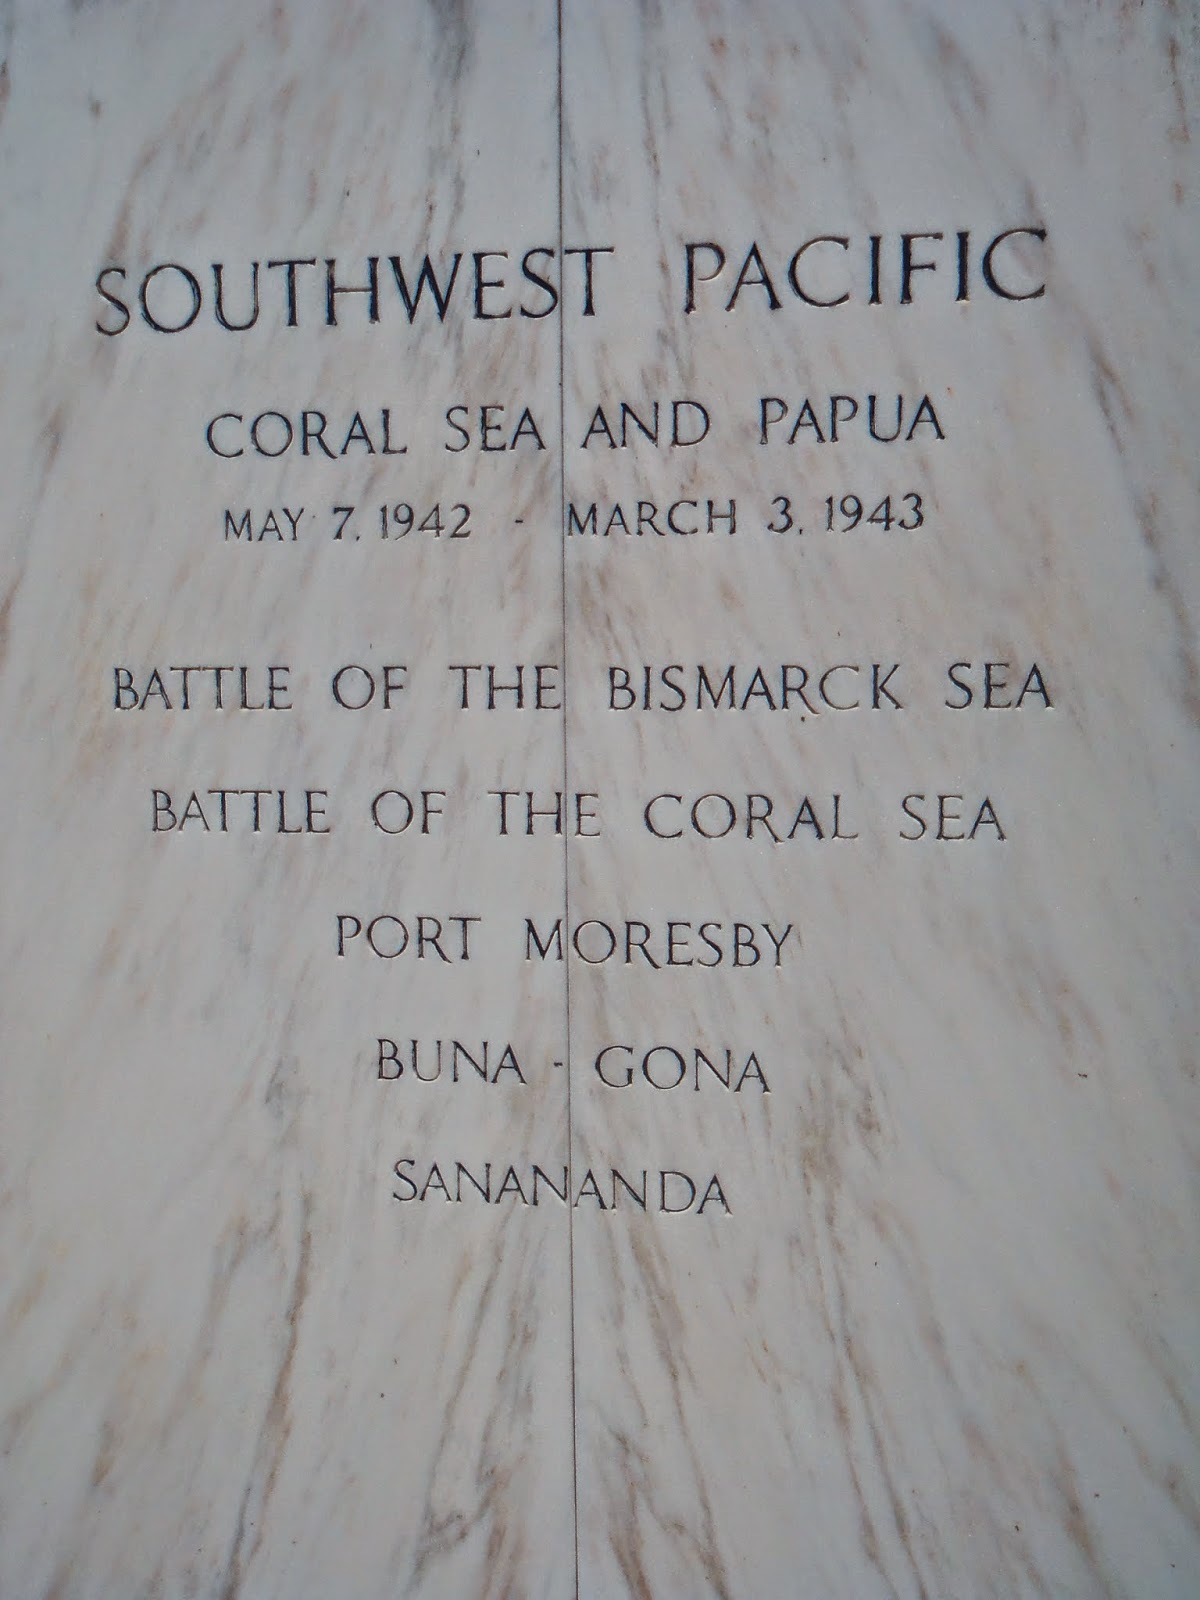 SOUTHWEST PACIFIC
CORAL SEA AND PAPUA
MAY 7, 1942 - MARCH 3, 1943
BATTLE OF THE BISMARCK SEA
BATTLE OF THE CORAL SEA
PORT MORESBY
BUNA - GONA
SANANANDA